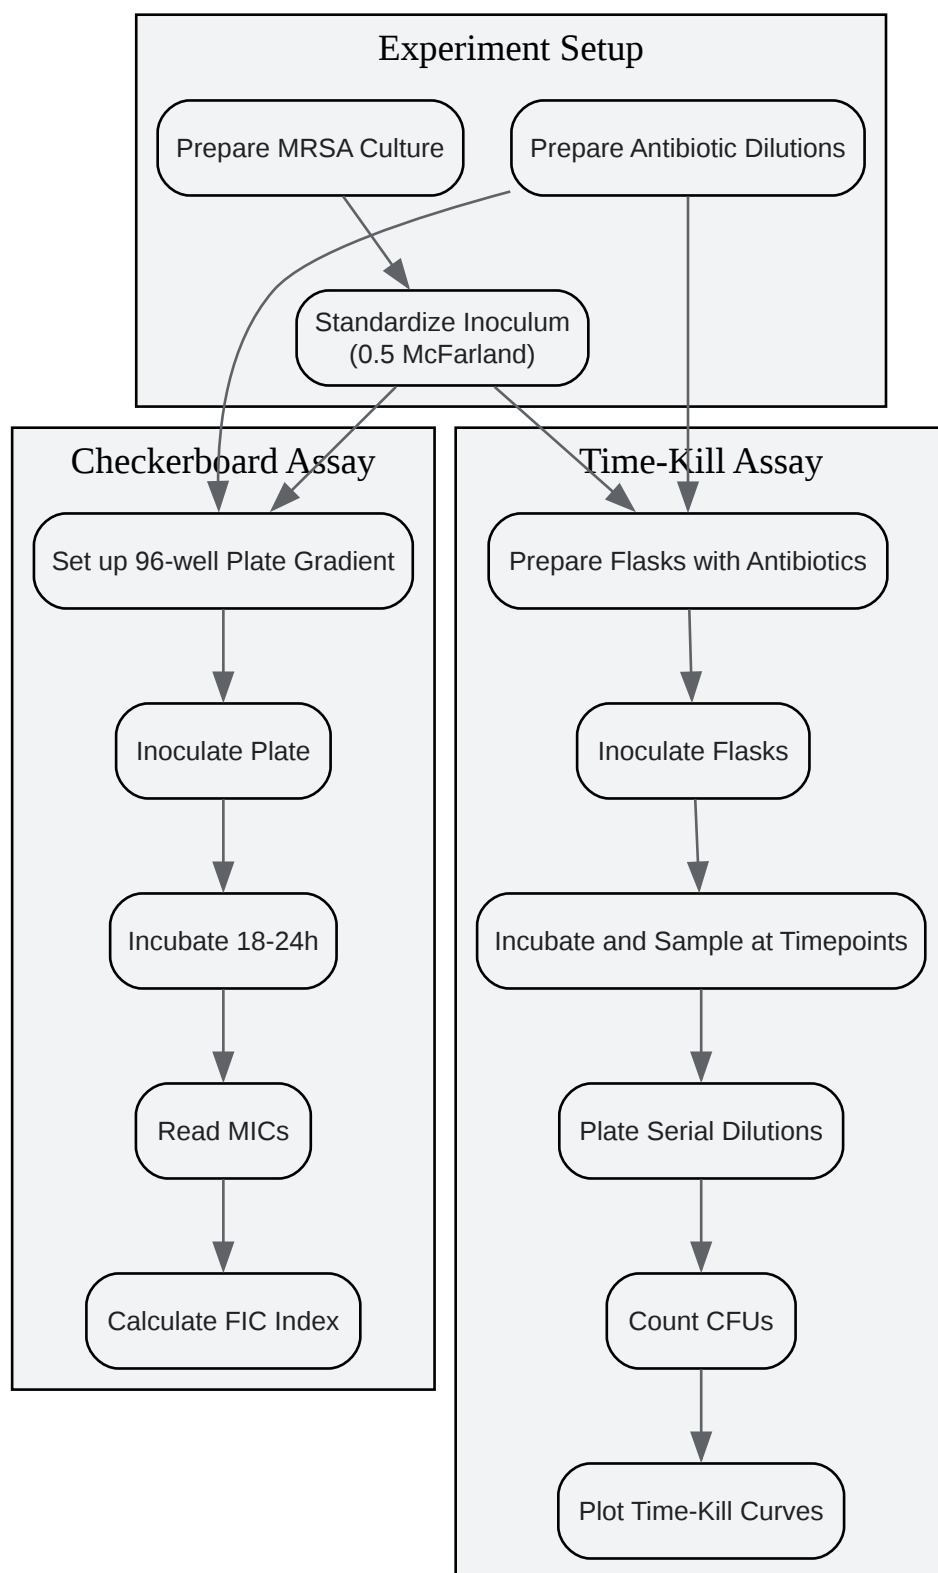 Experiment Setup
Prepare MRSA Culture
Prepare Antibiotic Dilutions
Standardize Inoculum
(0.5 McFarland)
Checkerboard Assay
Set up 96-well Plate Gradient
Inoculate Plate
Incubate 18-24h
Read MICs
Calculate FIC Index
Time-Kill Assay
Prepare Flasks with Antibiotics
Inoculate Flasks
Incubate and Sample at Timepoints
Plate Serial Dilutions
Count CFUs
Plot Time-Kill Curves